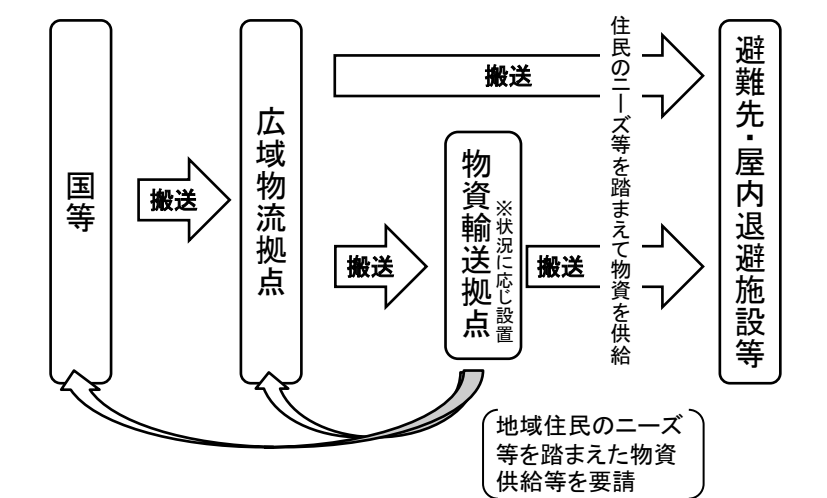 国等
搬送
広域物流拠点
搬送
搬送
物資輸送拠点
※状況に応じ設置
搬送
住民のニーズ等を踏まえて物資を供給
避難先・屋内退避施設等
地域住民のニーズ
等を踏まえた物資
供給等を要請